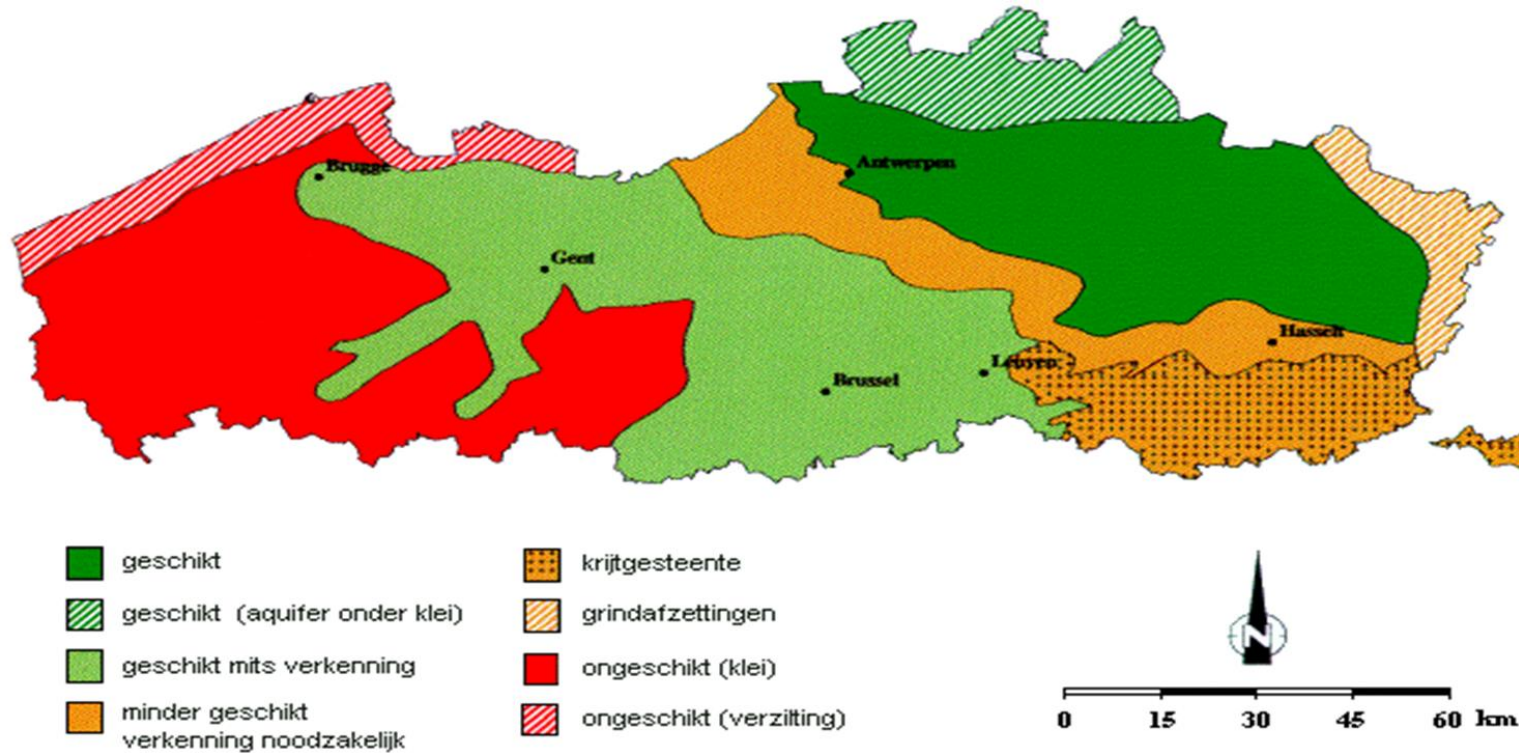 Brugge
Antwerpen
Gent
Hasselt
Leuven
Brussel
geschikt
geschikt (aquifer onder klei)
geschikt mits verkenning
minder geschikt
verkenning noodzakelijk
krijtgesteente
grindafzettingen
ongeschikt (klei)
ongeschikt (verzilting)
N
0 15 30 45 60 km